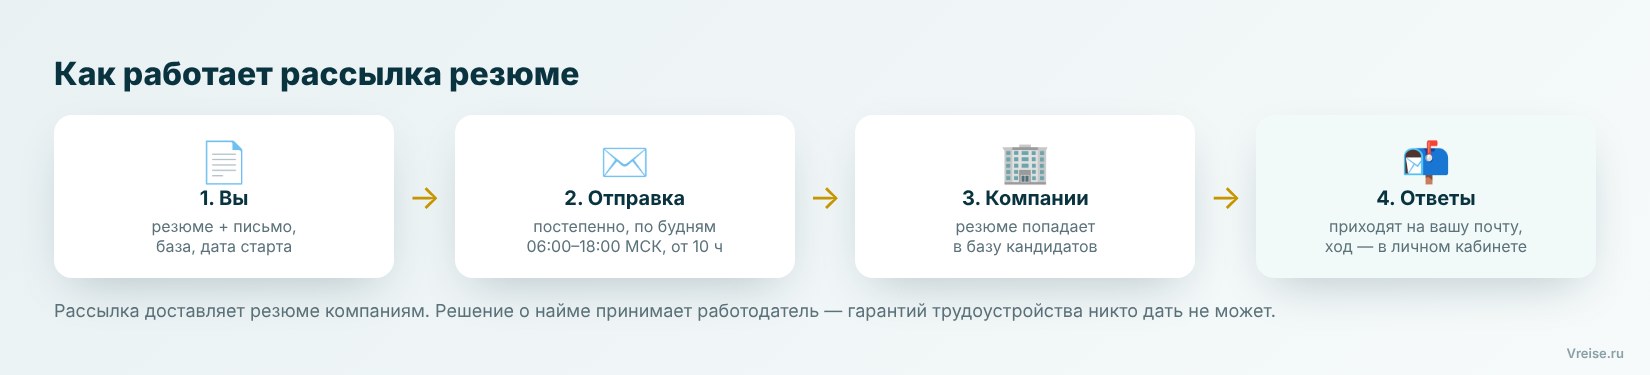 Как работает рассылка резюме
1. Вы
резюме + письмо,
база, дата старта
→
2. Отправка
постепенно, по будням
06:00–18:00 МСК, от 10 ч
→
3. Компании
резюме попадает
в базу кандидатов
→
4. Ответы
приходят на вашу почту,
ход — в личном кабинете
Рассылка доставляет резюме компаниям. Решение о найме принимает работодатель — гарантий трудоустройства никто дать не может.
Vreise.ru